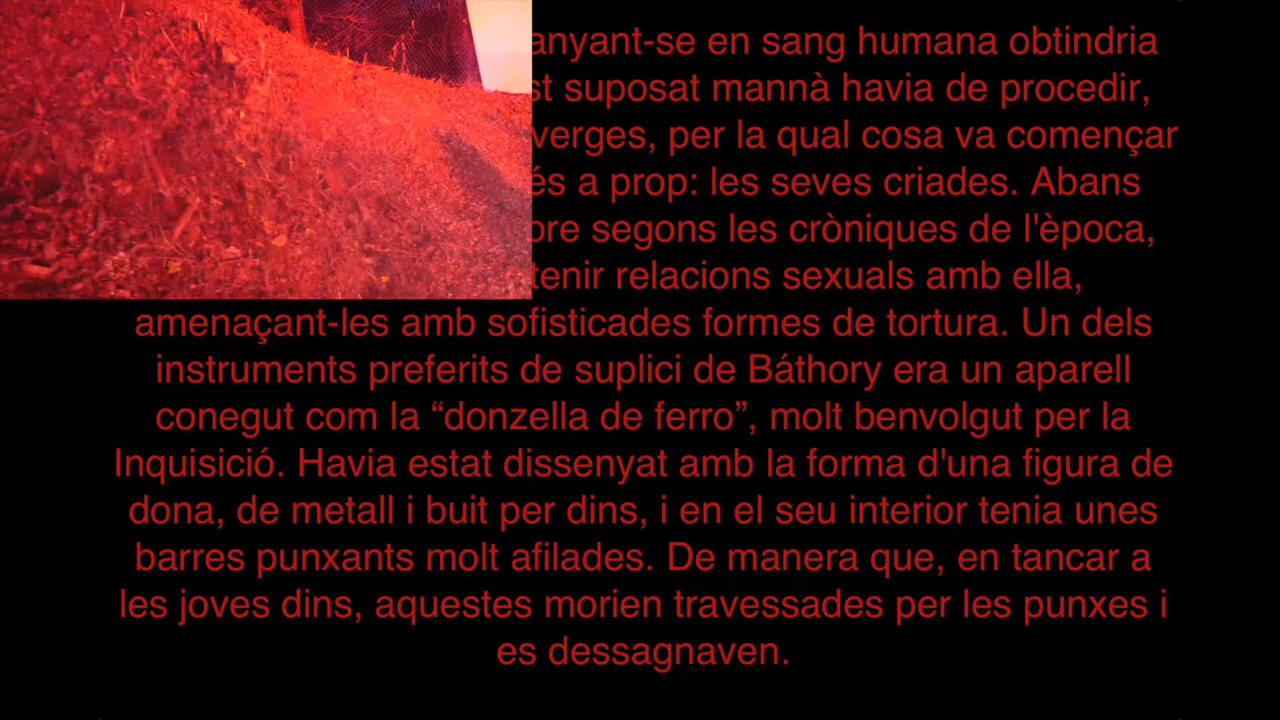 anyant-se en sang humana obtindria
suposat mannà havia de procedir,
verges, per la qual cosa va començar
a prop: les seves criades. Abans
segons les cròniques de l'època,
tenir relacions sexuals amb ella,
amenaçant-les amb sofisticades formes de tortura. Un dels
instruments preferits de suplici de Báthory era un aparell
conegut com la “donzella de ferro”, molt benvolgut per la
Inquisició. Havia estat dissenyat amb la forma d'una figura de
dona, de metall i buit per dins, i en el seu interior tenia unes
barres punxants molt afilades. De manera que, en tancar a
les joves dins, aquestes morien travessades per les punxes i
es dessagnaven.